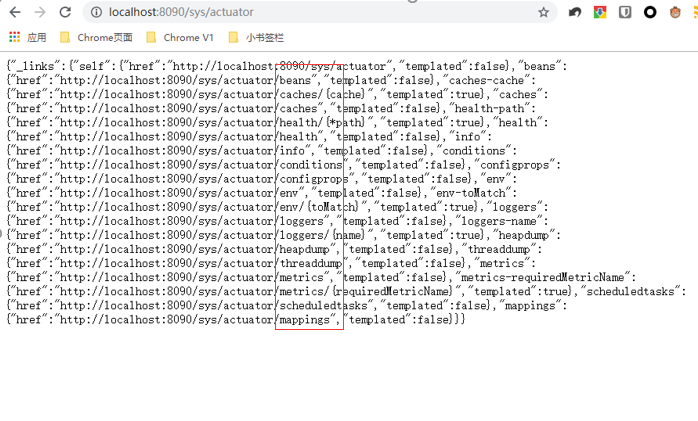 localhost:8090/sys/actuator
应用 Chrome页面 Chrome V1 小书签栏
{"_links":{"self":{"href":"http://localhost:8090/sys/actuator","templated":false},"beans":
{"href":"http://localhost:8090/sys/actuator/beans","templated":false},"caches-cache":
{"href":"http://localhost:8090/sys/actuator/caches/{cache}","templated":true},"caches":
{"href":"http://localhost:8090/sys/actuator/caches","templated":false},"health-path":
{"href":"http://localhost:8090/sys/actuator/health/{*path}","templated":true},"health":
{"href":"http://localhost:8090/sys/actuator/health","templated":false},"info":
{"href":"http://localhost:8090/sys/actuator/info","templated":false},"conditions":
{"href":"http://localhost:8090/sys/actuator/conditions","templated":false},"configprops":
{"href":"http://localhost:8090/sys/actuator/configprops","templated":false},"env":
{"href":"http://localhost:8090/sys/actuator/env","templated":false},"env-toMatch":
{"href":"http://localhost:8090/sys/actuator/env/{toMatch}","templated":true},"loggers":
{"href":"http://localhost:8090/sys/actuator/loggers","templated":false},"loggers-name":
{"href":"http://localhost:8090/sys/actuator/loggers/{name}","templated":true},"heapdump":
{"href":"http://localhost:8090/sys/actuator/heapdump","templated":false},"threaddump":
{"href":"http://localhost:8090/sys/actuator/threaddump","templated":false},"metrics":
{"href":"http://localhost:8090/sys/actuator/metrics","templated":false},"metrics-requiredMetricName":
{"href":"http://localhost:8090/sys/actuator/metrics/{requiredMetricName}","templated":true},"scheduledtasks":
{"href":"http://localhost:8090/sys/actuator/scheduledtasks","templated":false},"mappings":
{"href":"http://localhost:8090/sys/actuator/mappings","templated":false}}}